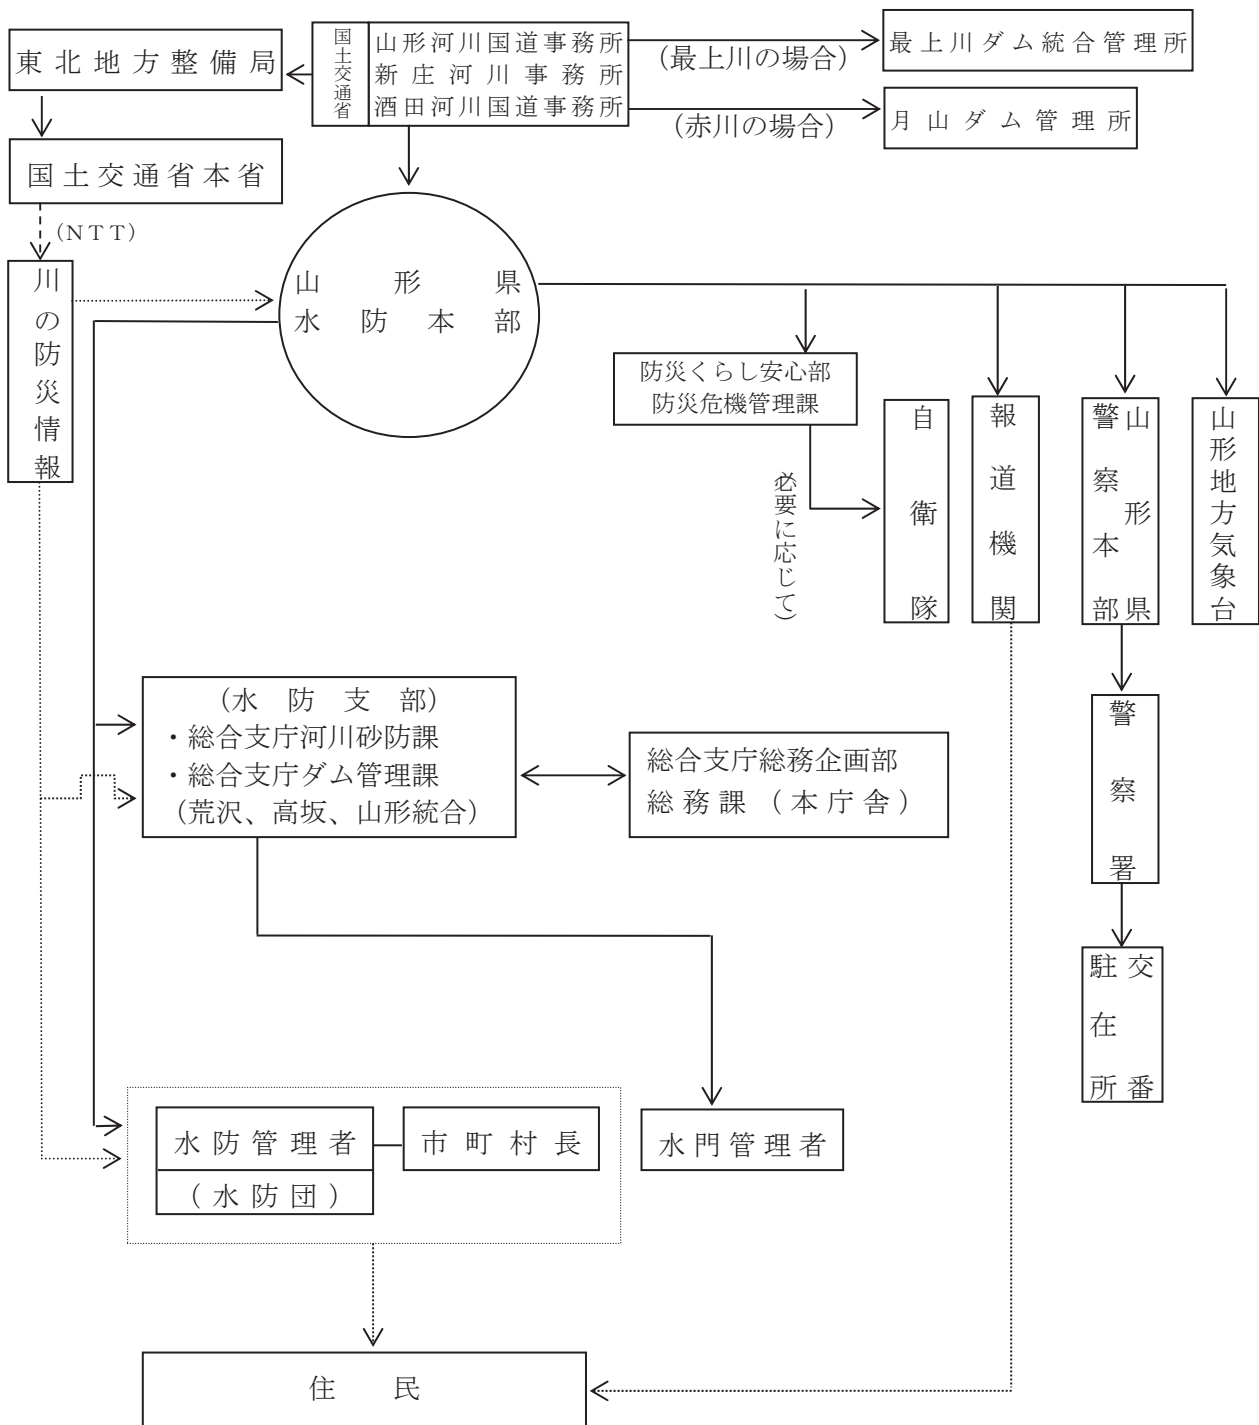 東北地方整備局
国土交通省
山形河川国道事務所
新庄河川事務所
酒田河川国道事務所
(最上川の場合)
最上川ダム統合管理所
(赤川の場合)
月山ダム管理所
国土交通省本省
(NTT)
川の防災情報
山形県
水防本部
防災くらし安心部
防災危機管理課
必要に応じて)
自衛隊
報道機関
山形県
警察本部
山形地方気象台
(水防支部)
・総合支庁河川砂防課
・総合支庁ダム管理課
(荒沢、高坂、山形統合)
総合支庁総務企画部
総務課(本庁舎)
警察署
交番
駐在所
水防管理者
(水防団)
市町村長
水門管理者
住民